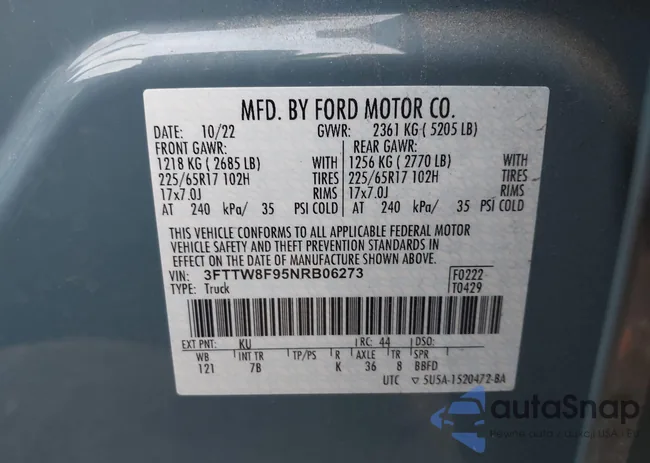 MFD. BY FORD MOTOR CO.
DATE: 10/22 GVWR: 2361 KG ( 5205 LB)
FRONT GAWR: REAR GAWR:
1218 KG ( 2685 LB) WITH 1256 KG ( 2770 LB) WITH
225/65R17 102H TIRES 225/65R17 102H TIRES
17x7.0J RIMS 17x7.0J RIMS
AT 240 kPa/ 35 PSI COLD AT 240 kPa/ 35 PSI COLD
THIS VEHICLE CONFORMS TO ALL APPLICABLE FEDERAL MOTOR
VEHICLE SAFETY AND THEFT PREVENTION STANDARDS IN
EFFECT ON THE DATE OF MANUFACTURE SHOWN ABOVE.
VIN: 3FTTW8F95NRB06273 F0222
TYPE: Truck T0429
EXT PNT: KU RC: 44 DSO:
WB INT TR TP/PS R AXLE TR SPR
121 7B K 36 8 BBFD
UTC ▽ 5U5A-1520472-BA
autoSnap